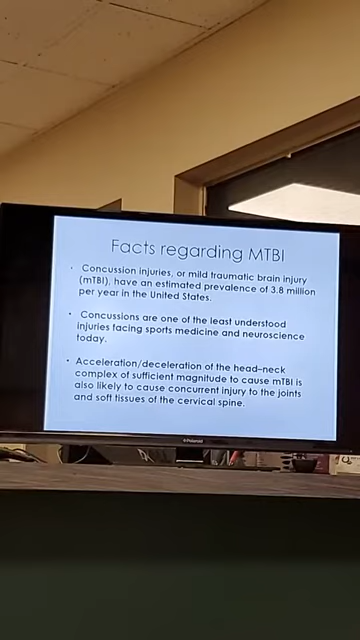 Facts regarding MTBI
• Concussion injuries, or mild traumatic brain injury
(mTBI), have an estimated prevalence of 3.8 million
per year in the United States.
• Concussions are one of the least understood
injuries facing sports medicine and neuroscience
today.
• Acceleration/deceleration of the head–neck
complex of sufficient magnitude to cause mTBI is
also likely to cause concurrent injury to the joints
and soft tissues of the cervical spine.
Polaroid